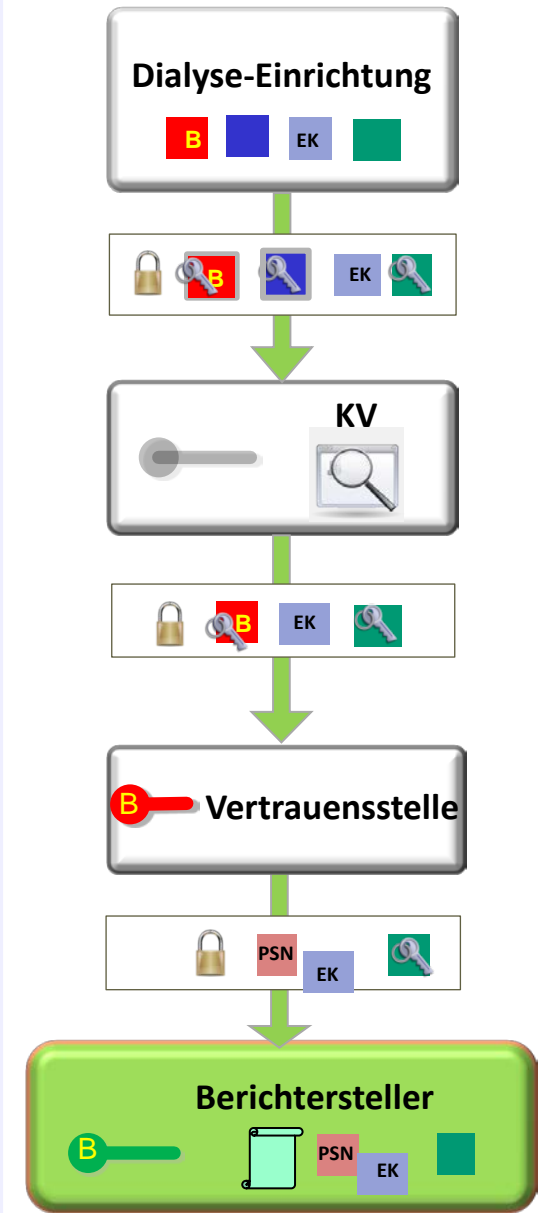 Dialyse-Einrichtung
B EK
B EK
KV
B EK
B Vertrauensstelle
PSN
EK
Berichtersteller
B PSN
EK